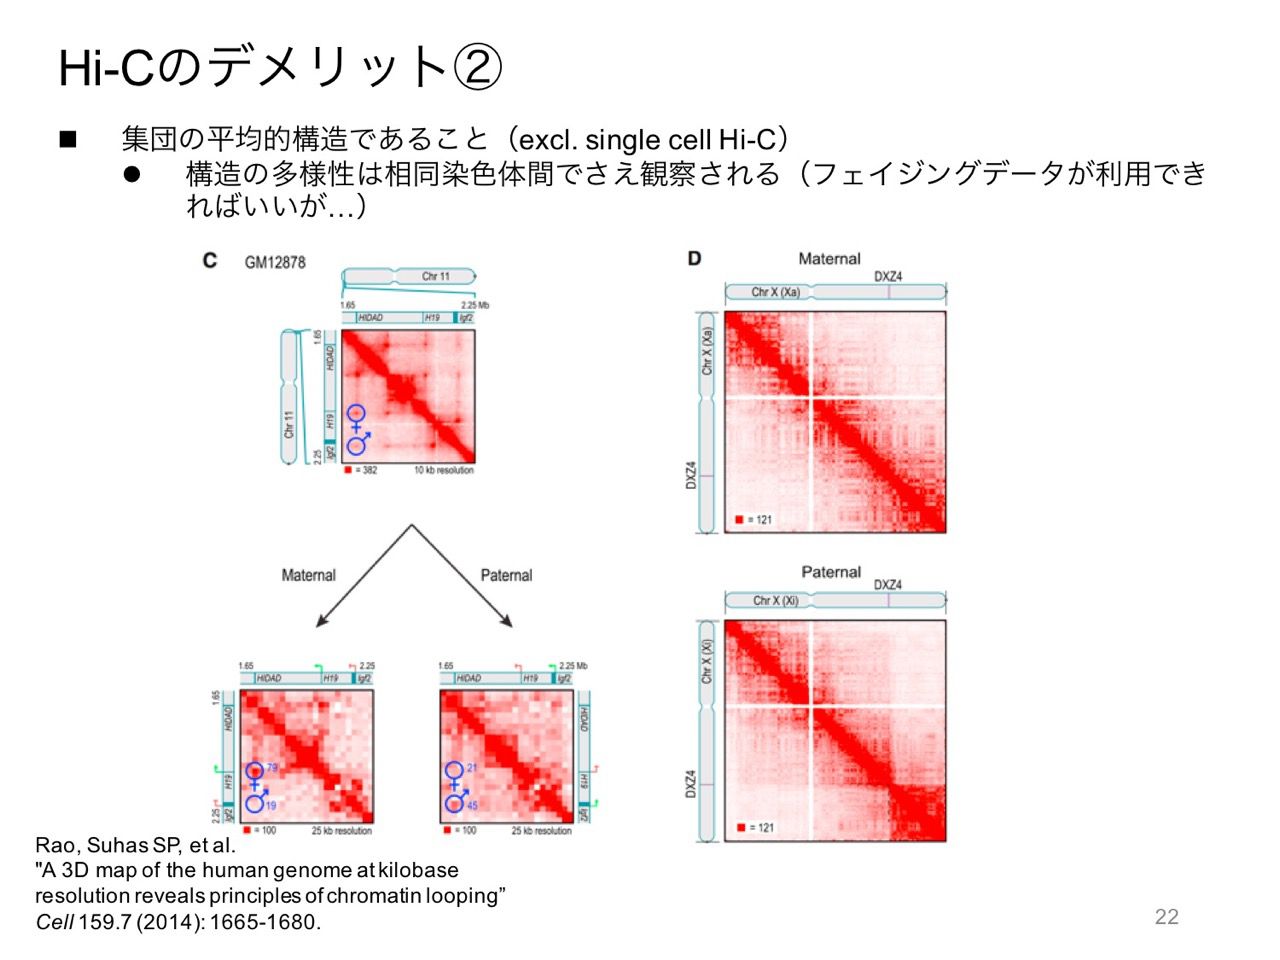 Hi-Cのデメリット②
■ 集団の平均的構造であること（excl. single cell Hi-C）
● 構造の多様性は相同染色体間でさえ観察される（フェイジングデータが利用でき
ればいいが…）
C GM12878
Chr 11
1.65 2.25 Mb
HIDAD H19 Igf2
Chr 11
1.65 HIDAD H19 Igf2 2.25
= 382 10 kb resolution
Maternal Paternal
1.65 2.25
HIDAD H19 Igf2
1.65 HIDAD H19 Igf2 2.25
79
19
= 100 25 kb resolution
1.65 2.25 Mb
HIDAD H19 Igf2
HIDAD H19 Igf2
21
45
= 100 25 kb resolution
D Maternal
DXZ4
Chr X (Xa)
Chr X (Xa)
DXZ4
= 121
Paternal
DXZ4
Chr X (Xi)
Chr X (Xi)
DXZ4
= 121
Rao, Suhas SP, et al.
"A 3D map of the human genome at kilobase
resolution reveals principles of chromatin looping”
Cell 159.7 (2014): 1665-1680.
22